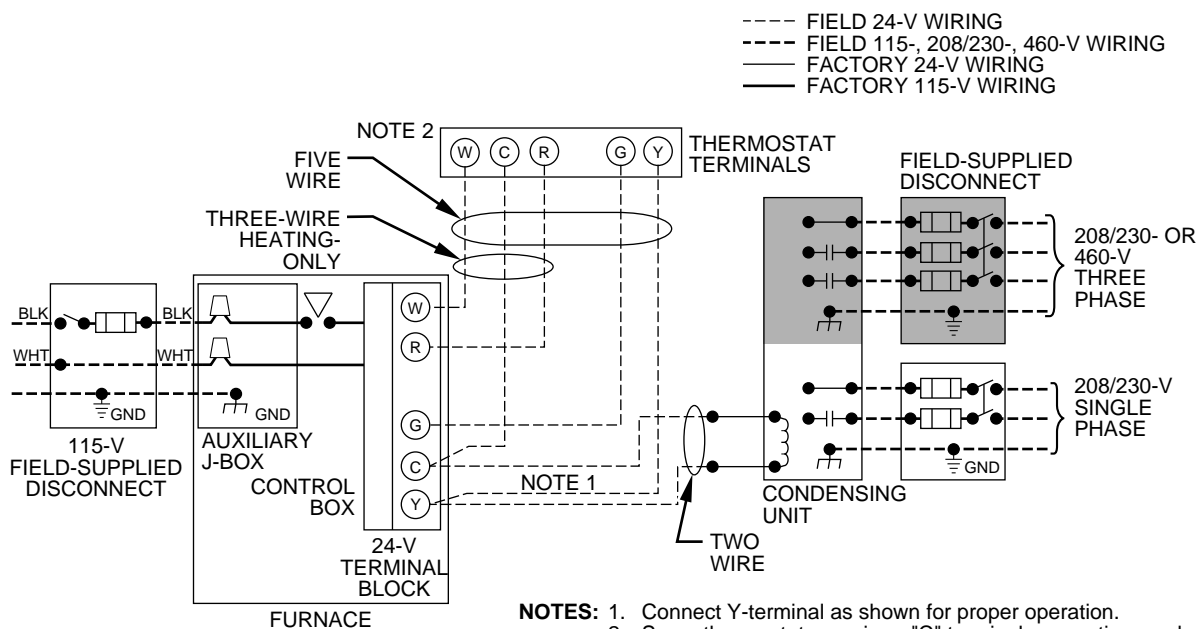 FIELD 24-V WIRING
FIELD 115-, 208/230-, 460-V WIRING
FACTORY 24-V WIRING
FACTORY 115-V WIRING
NOTE 2
W C R G Y
THERMOSTAT
TERMINALS
FIVE
WIRE
THREE-WIRE
HEATING-
ONLY
FIELD-SUPPLIED
DISCONNECT
208/230- OR
460-V
THREE
PHASE
BLK
BLK
WHT
WHT
GND
GND
W
R
G
C
Y
115-V
FIELD-SUPPLIED
DISCONNECT
AUXILIARY
J-BOX
CONTROL
BOX
24-V
TERMINAL
BLOCK
FURNACE
NOTE 1
TWO
WIRE
CONDENSING
UNIT
GND
208/230-V
SINGLE
PHASE
NOTES: 1. Connect Y-terminal as shown for proper operation.